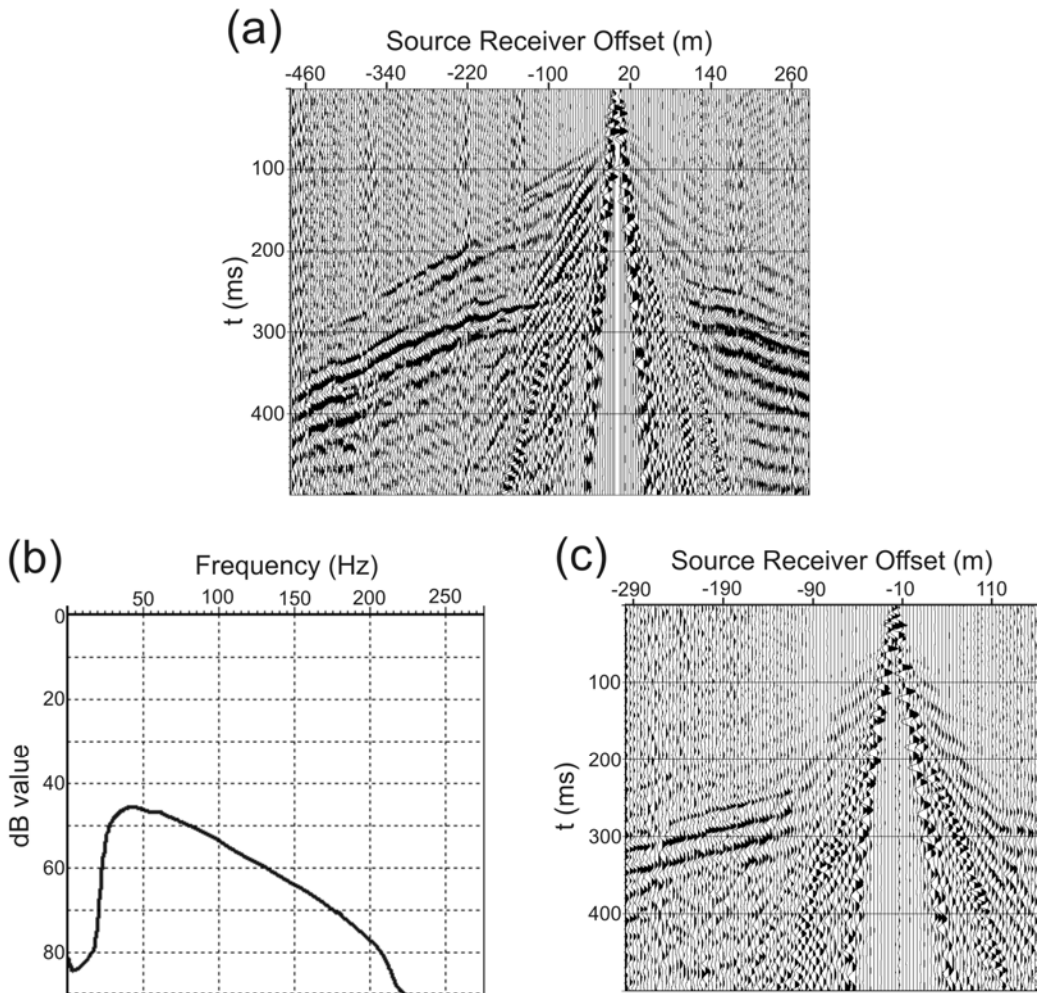 (a)
Source Receiver Offset (m)
-460 -340 -220 -100 20 140 260
t (ms)
100
200
300
400
(b)
Frequency (Hz)
50 100 150 200 250
dB value
0
20
40
60
80
(c)
Source Receiver Offset (m)
-290 -190 -90 -10 110
t (ms)
100
200
300
400